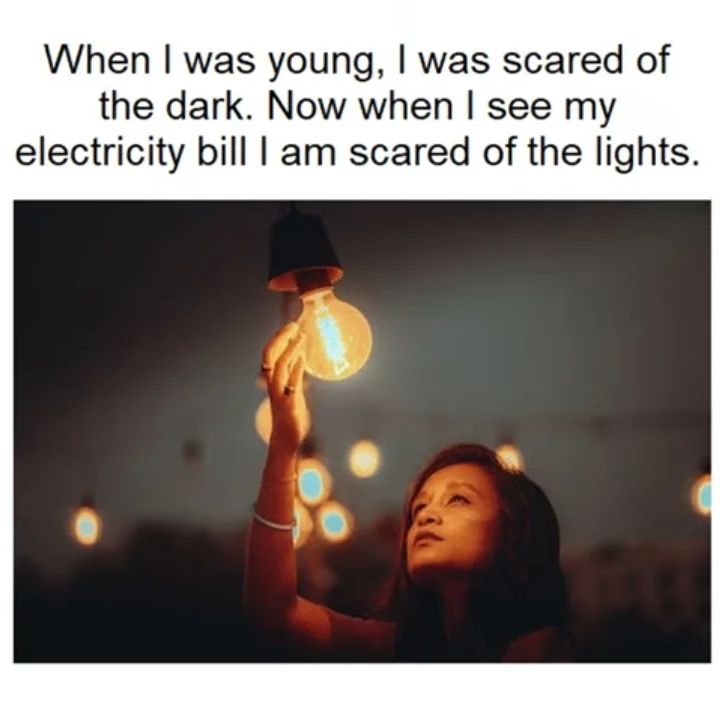 When I was young, I was scared of
the dark. Now when I see my
electricity bill I am scared of the lights.